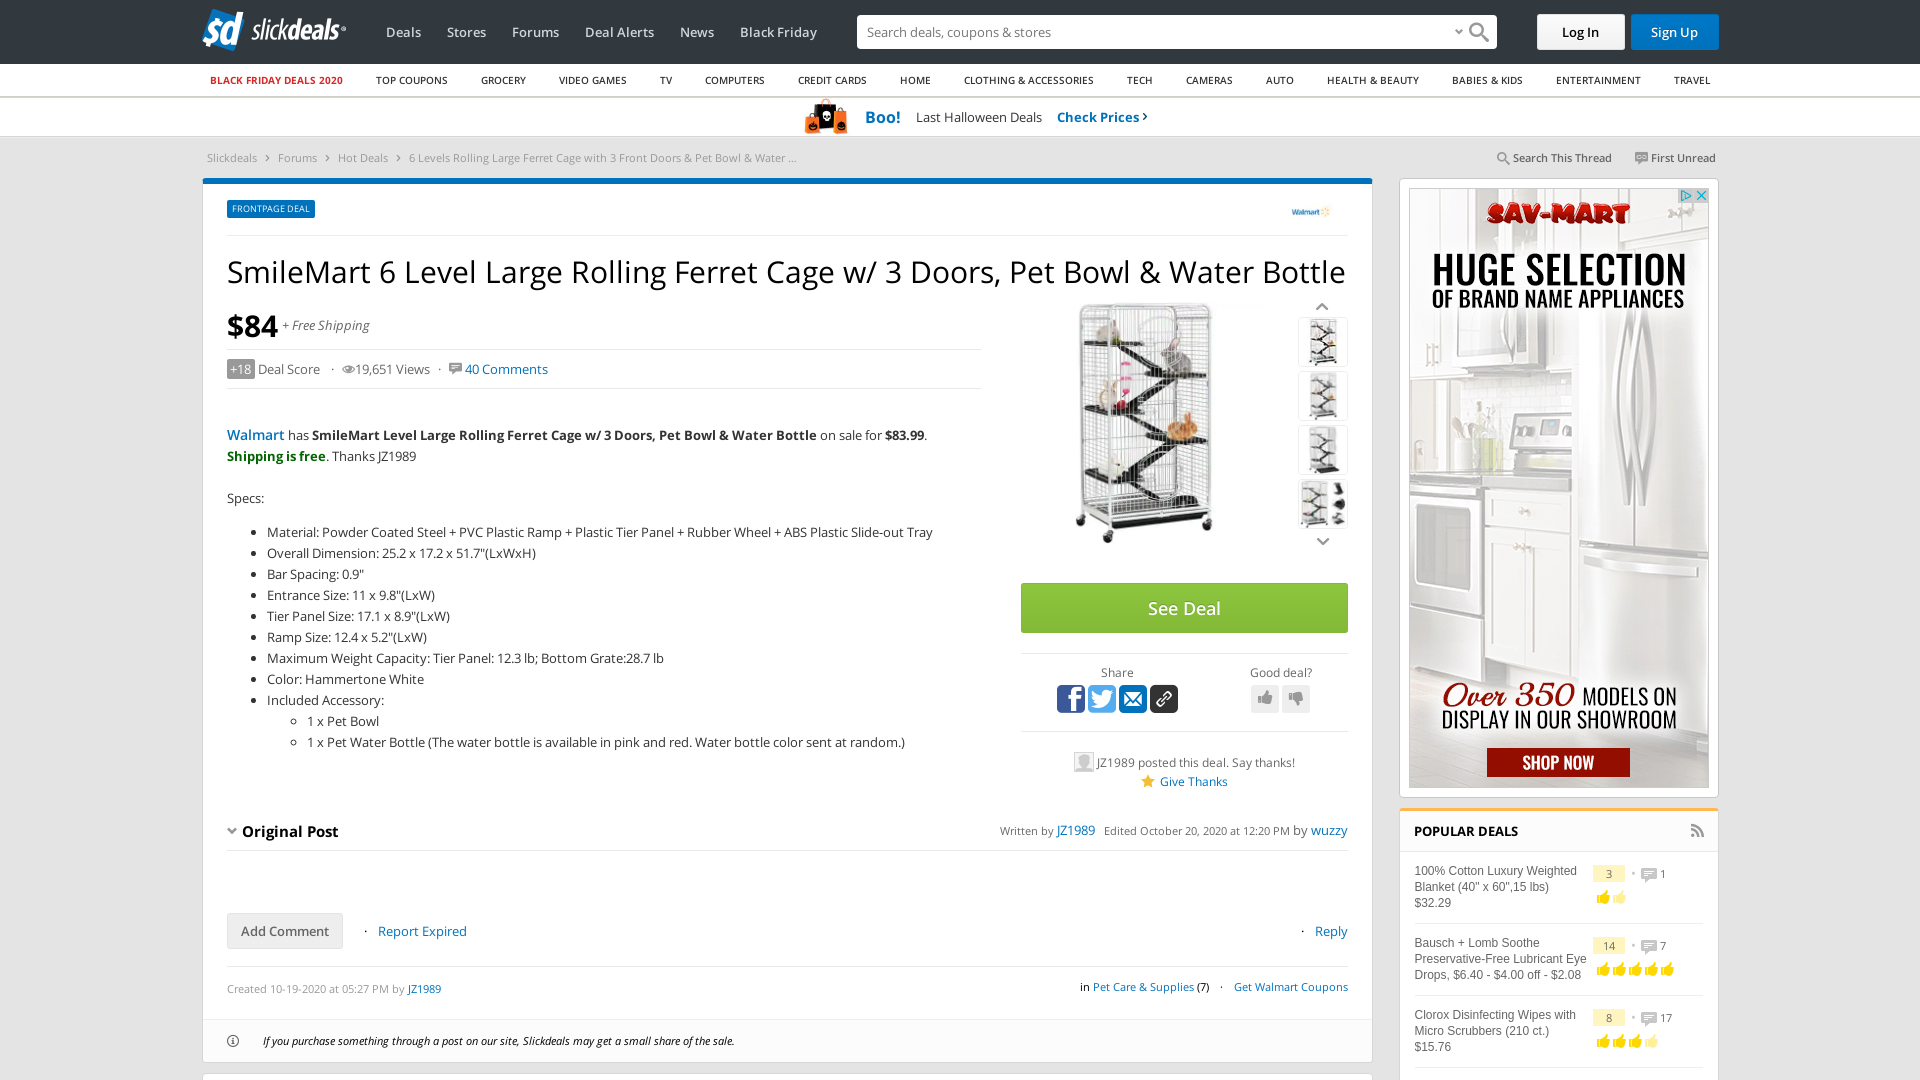 $d slickdeals
Deals
Stores
Forums
Deal Alerts
News
Black Friday
Search deals, coupons & stores
Log In
Sign Up
BLACK FRIDAY DEALS 2020
TOP COUPONS
GROCERY
VIDEO GAMES
TV
COMPUTERS
CREDIT CARDS
HOME
CLOTHING & ACCESSORIES
TECH
CAMERAS
AUTO
HEALTH & BEAUTY
BABIES & KIDS
ENTERTAINMENT
TRAVEL
Boo! Last Halloween Deals Check Prices ›
Slickdeals › Forums › Hot Deals › 6 Levels Rolling Large Ferret Cage with 3 Front Doors & Pet Bowl & Water ...
Search This Thread
First Unread
FRONTPAGE DEAL
Walmart
SmileMart 6 Level Large Rolling Ferret Cage w/ 3 Doors, Pet Bowl & Water Bottle
$84 + Free Shipping
+18 Deal Score · 19,651 Views · 40 Comments
Walmart has SmileMart Level Large Rolling Ferret Cage w/ 3 Doors, Pet Bowl & Water Bottle on sale for $83.99.
Shipping is free. Thanks JZ1989
Specs:
Material: Powder Coated Steel + PVC Plastic Ramp + Plastic Tier Panel + Rubber Wheel + ABS Plastic Slide-out Tray
Overall Dimension: 25.2 x 17.2 x 51.7"(LxWxH)
Bar Spacing: 0.9"
Entrance Size: 11 x 9.8"(LxW)
Tier Panel Size: 17.1 x 8.9"(LxW)
Ramp Size: 12.4 x 5.2"(LxW)
Maximum Weight Capacity: Tier Panel: 12.3 lb; Bottom Grate:28.7 lb
Color: Hammertone White
Included Accessory:
1 x Pet Bowl
1 x Pet Water Bottle (The water bottle is available in pink and red. Water bottle color sent at random.)
See Deal
Share
Good deal?
JZ1989 posted this deal. Say thanks!
Give Thanks
Original Post
Written by JZ1989 Edited October 20, 2020 at 12:20 PM by wuzzy
Add Comment · Report Expired
· Reply
Created 10-19-2020 at 05:27 PM by JZ1989
in Pet Care & Supplies (7) · Get Walmart Coupons
If you purchase something through a post on our site, Slickdeals may get a small share of the sale.
SAV-MART
HUGE SELECTION
OF BRAND NAME APPLIANCES
Over 350 MODELS ON
DISPLAY IN OUR SHOWROOM
SHOP NOW
POPULAR DEALS
100% Cotton Luxury Weighted
Blanket (40" x 60",15 lbs)
$32.29
3 • 1
Bausch + Lomb Soothe
Preservative-Free Lubricant Eye
Drops, $6.40 - $4.00 off - $2.08
14 • 7
Clorox Disinfecting Wipes with
Micro Scrubbers (210 ct.)
$15.76
8 • 17